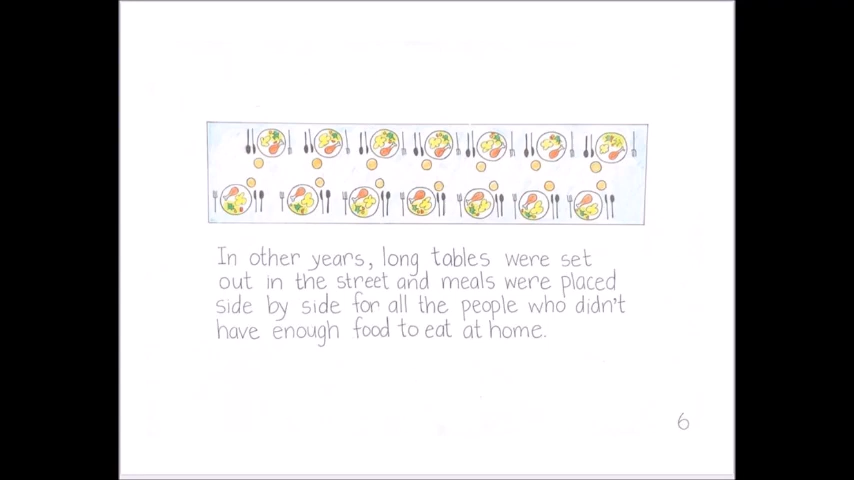 In other years, long tables were set
out in the street and meals were placed
side by side for all the people who didn't
have enough food to eat at home.
6